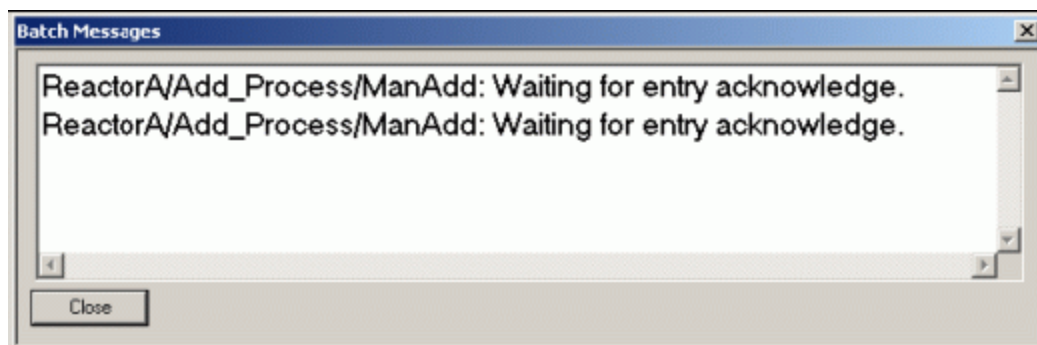 Batch Messages
ReactorA/Add_Process/ManAdd: Waiting for entry acknowledge.
ReactorA/Add_Process/ManAdd: Waiting for entry acknowledge.
Close